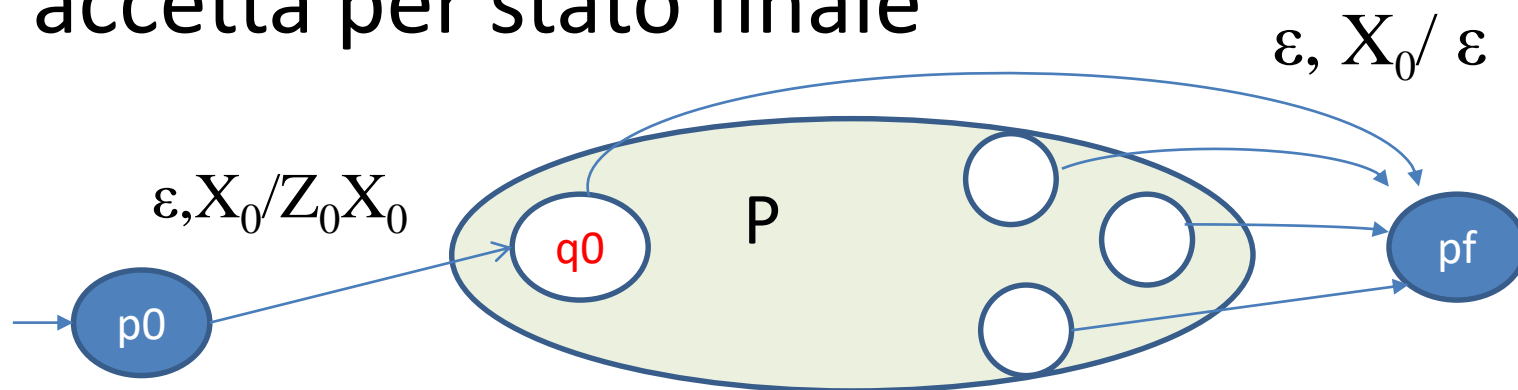 accetta per stato finale
ε, X₀/ ε
ε,X₀/Z₀X₀
P
q0
pf
p0